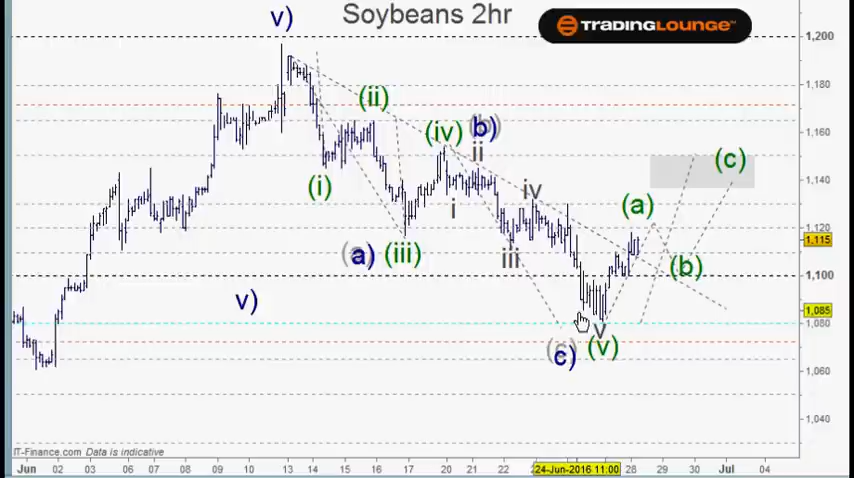 Soybeans 2hr
TRADINGLOUNGE
v)
1,200
1,180
(ii)
1,160
(iv)
b)
ii
(c)
1,140
(i)
iv
i
(a)
1,120
1,115
a)
(iii)
iii
(b)
1,100
v)
1,085
1,080
v
(c)
c)
(v)
1,060
1,040
IT-Finance.com Data is indicative
Jun 02 03 06 07 08 09 10 13 14 15 16 17 20 21 22 24-Jun-2016 11:00 28 29 30 Jul 04